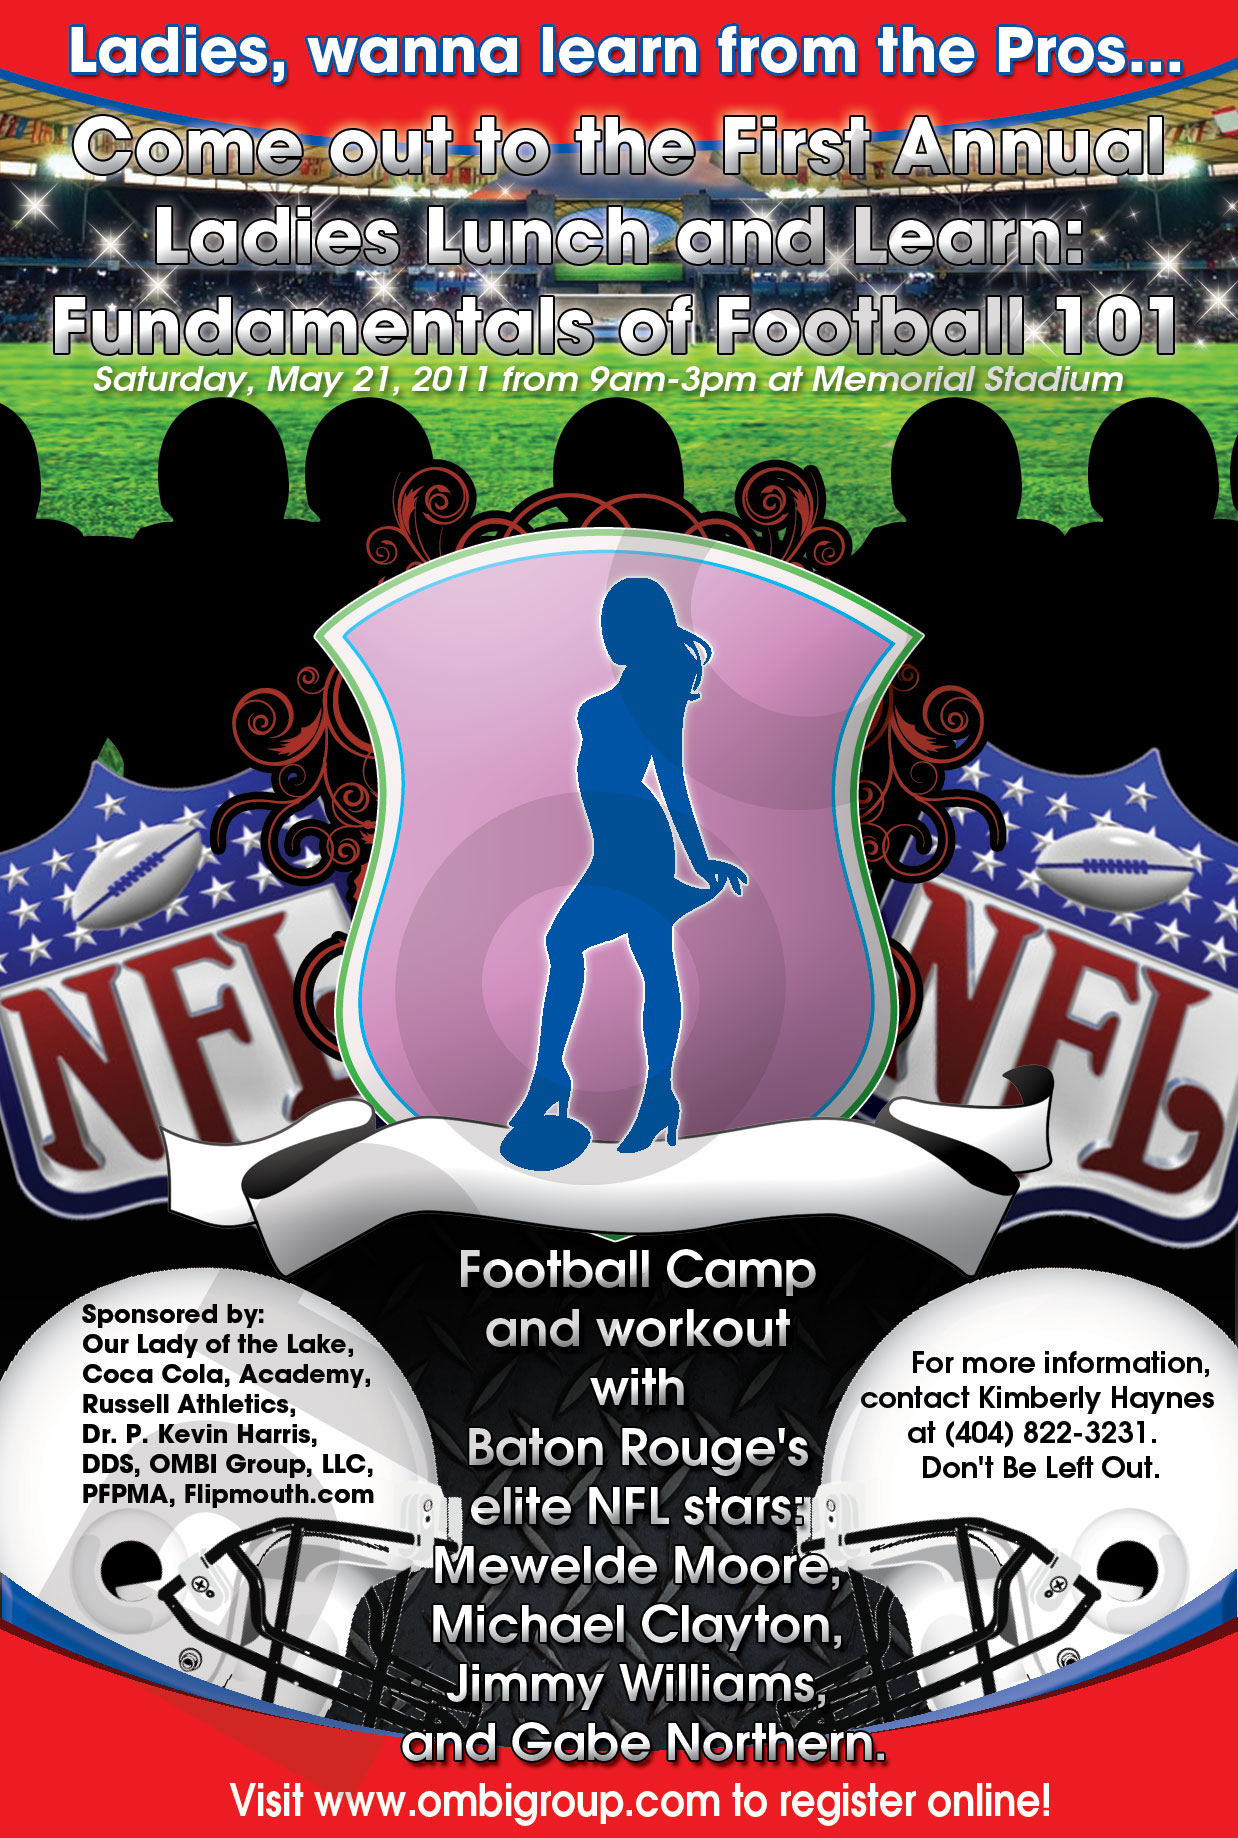 Ladies, wanna learn from the Pros...
Come out to the First Annual
Ladies Lunch and Learn:
Fundamentals of Football 101
Saturday, May 21, 2011 from 9am-3pm at Memorial Stadium
NFL
NFL
Football Camp
and workout
with
Baton Rouge's
elite NFL stars:
Mewelde Moore,
Michael Clayton,
Jimmy Williams,
and Gabe Northern.
Sponsored by:
Our Lady of the Lake,
Coca Cola, Academy,
Russell Athletics,
Dr. P. Kevin Harris,
DDS, OMBI Group, LLC,
PFPMA, Flipmouth.com
For more information,
contact Kimberly Haynes
at (404) 822-3231.
Don't Be Left Out.
Visit www.ombigroup.com to register online!